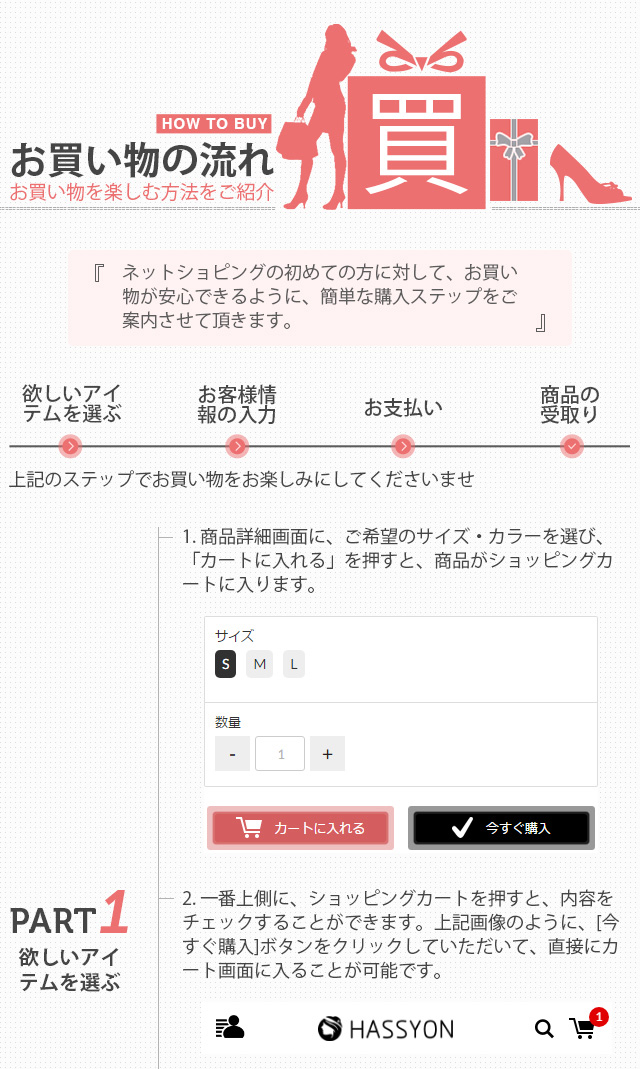 HOW TO BUY
買
お買い物の流れ
お買い物を楽しむ方法をご紹介
『 ネットショッピングの初めての方に対して、お買い
物が安心できるように、簡単な購入ステップをご
案内させて頂きます。 』
欲しいアイ
テムを選ぶ
お客様情
報の入力
お支払い
商品の
受取り
上記のステップでお買い物をお楽しみにしてくださいませ
1. 商品詳細画面に、ご希望のサイズ・カラーを選び、
「カートに入れる」を押すと、商品がショッピングカ
ートに入ります。
サイズ
S M L
数量
- 1 +
カートに入れる
今すぐ購入
PART 1
欲しいアイ
テムを選ぶ
2. 一番上側に、ショッピングカートを押すと、内容を
チェックすることができます。上記画像のように、[今
すぐ購入]ボタンをクリックしていただいて、直接にカ
ート画面に入ることが可能です。
HASSYON
1